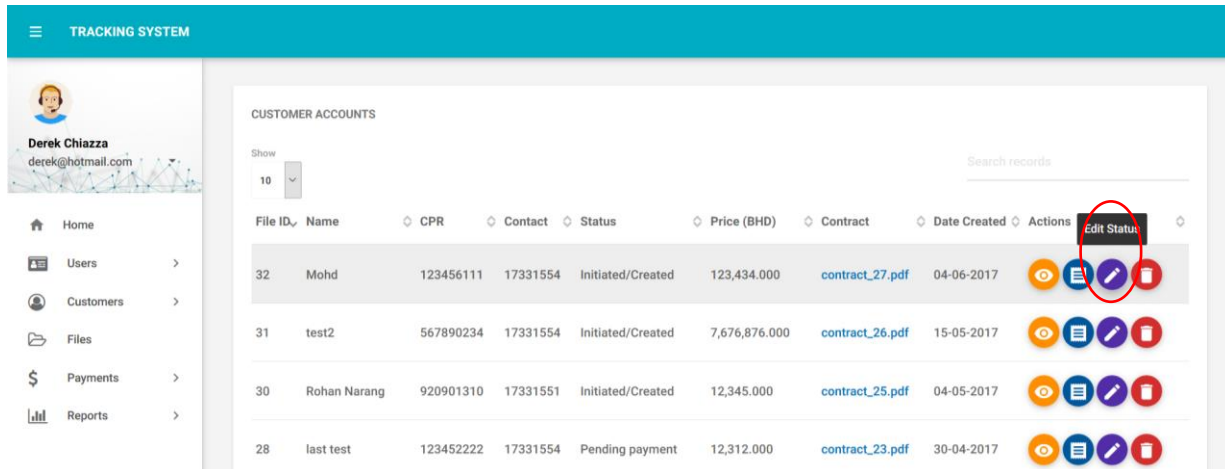 TRACKING SYSTEM
Derek Chiazza
derek@hotmail.com
Home
Users
Customers
Files
$ Payments
Reports
CUSTOMER ACCOUNTS
Show
10
Search records
File ID Name CPR Contact Status Price (BHD) Contract Date Created Actions
Edit Status
32 Mohd 123456111 17331554 Initiated/Created 123,434.000 contract_27.pdf 04-06-2017
31 test2 567890234 17331554 Initiated/Created 7,676,876.000 contract_26.pdf 15-05-2017
30 Rohan Narang 920901310 17331551 Initiated/Created 12,345.000 contract_25.pdf 04-05-2017
28 last test 123452222 17331554 Pending payment 12,312.000 contract_23.pdf 30-04-2017